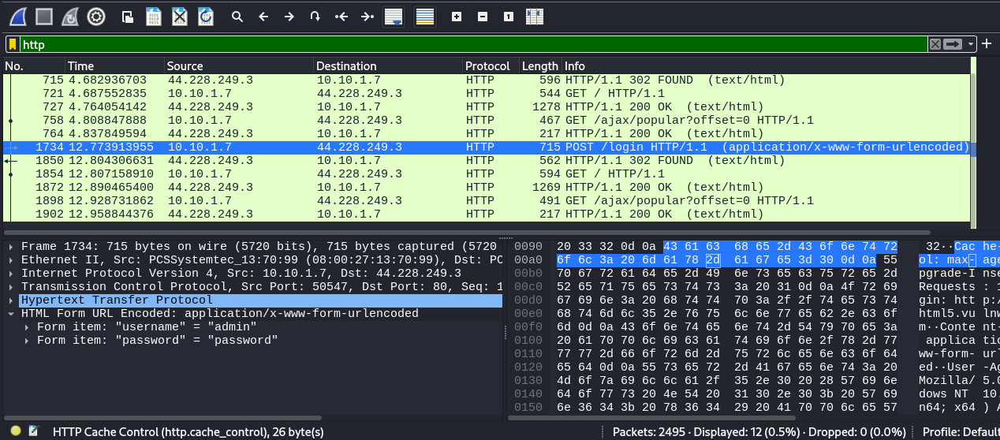 http
No. Time Source Destination Protocol Length Info
715 4.682936703 44.228.249.3 10.10.1.7 HTTP 596 HTTP/1.1 302 FOUND (text/html)
721 4.687552835 10.10.1.7 44.228.249.3 HTTP 544 GET / HTTP/1.1
727 4.764054142 44.228.249.3 10.10.1.7 HTTP 1278 HTTP/1.1 200 OK (text/html)
758 4.808847888 10.10.1.7 44.228.249.3 HTTP 467 GET /ajax/popular?offset=0 HTTP/1.1
764 4.837849594 44.228.249.3 10.10.1.7 HTTP 217 HTTP/1.1 200 OK (text/html)
1734 12.773913955 10.10.1.7 44.228.249.3 HTTP 715 POST /login HTTP/1.1 (application/x-www-form-urlencoded)
1850 12.804306631 44.228.249.3 10.10.1.7 HTTP 562 HTTP/1.1 302 FOUND (text/html)
1854 12.807158910 10.10.1.7 44.228.249.3 HTTP 594 GET / HTTP/1.1
1872 12.890465400 44.228.249.3 10.10.1.7 HTTP 1269 HTTP/1.1 200 OK (text/html)
1898 12.928731862 10.10.1.7 44.228.249.3 HTTP 491 GET /ajax/popular?offset=0 HTTP/1.1
1902 12.958844376 44.228.249.3 10.10.1.7 HTTP 217 HTTP/1.1 200 OK (text/html)
Frame 1734: 715 bytes on wire (5720 bits), 715 bytes captured (5720
Ethernet II, Src: PCSSystemtec_13:70:99 (08:00:27:13:70:99), Dst: PC
Internet Protocol Version 4, Src: 10.10.1.7, Dst: 44.228.249.3
Transmission Control Protocol, Src Port: 50547, Dst Port: 80, Seq: 1
Hypertext Transfer Protocol
HTML Form URL Encoded: application/x-www-form-urlencoded
Form item: "username" = "admin"
Form item: "password" = "password"
0090 20 33 32 0d 0a 43 61 63 68 65 2d 43 6f 6e 74 72 32··Cac he-
00a0 6f 6c 3a 20 6d 61 78 2d 61 67 65 3d 30 0d 0a 55 ol: max- age
00b0 70 67 72 61 64 65 2d 49 6e 73 65 63 75 72 65 2d pgrade-I nse
00c0 52 65 71 75 65 73 74 73 3a 20 31 0d 0a 4f 72 69 Requests : 1
00d0 67 69 6e 3a 20 68 74 74 70 3a 2f 2f 74 65 73 74 gin: htt p:/
00e0 68 74 6d 6c 35 2e 76 75 6c 6e 77 65 62 2e 63 6f html5.vu lnw
00f0 6d 0d 0a 43 6f 6e 74 65 6e 74 2d 54 79 70 65 3a m··Conte nt-
0100 20 61 70 70 6c 69 63 61 74 69 6f 6e 2f 78 2d 77 applica tio
0110 77 77 2d 66 6f 72 6d 2d 75 72 6c 65 6e 63 6f 64 ww-form- url
0120 65 64 0d 0a 55 73 65 72 2d 41 67 65 6e 74 3a 20 ed··User -Ag
0130 4d 6f 7a 69 6c 6c 61 2f 35 2e 30 20 28 57 69 6e Mozilla/ 5.0
0140 64 6f 77 73 20 4e 54 20 31 30 2e 30 3b 20 57 69 dows NT 10.
0150 6e 36 34 3b 20 78 36 34 29 20 41 70 70 6c 65 57 n64; x64 ) A
HTTP Cache Control (http.cache_control), 26 byte(s) Packets: 2495 · Displayed: 12 (0.5%) · Dropped: 0 (0.0%) Profile: Default